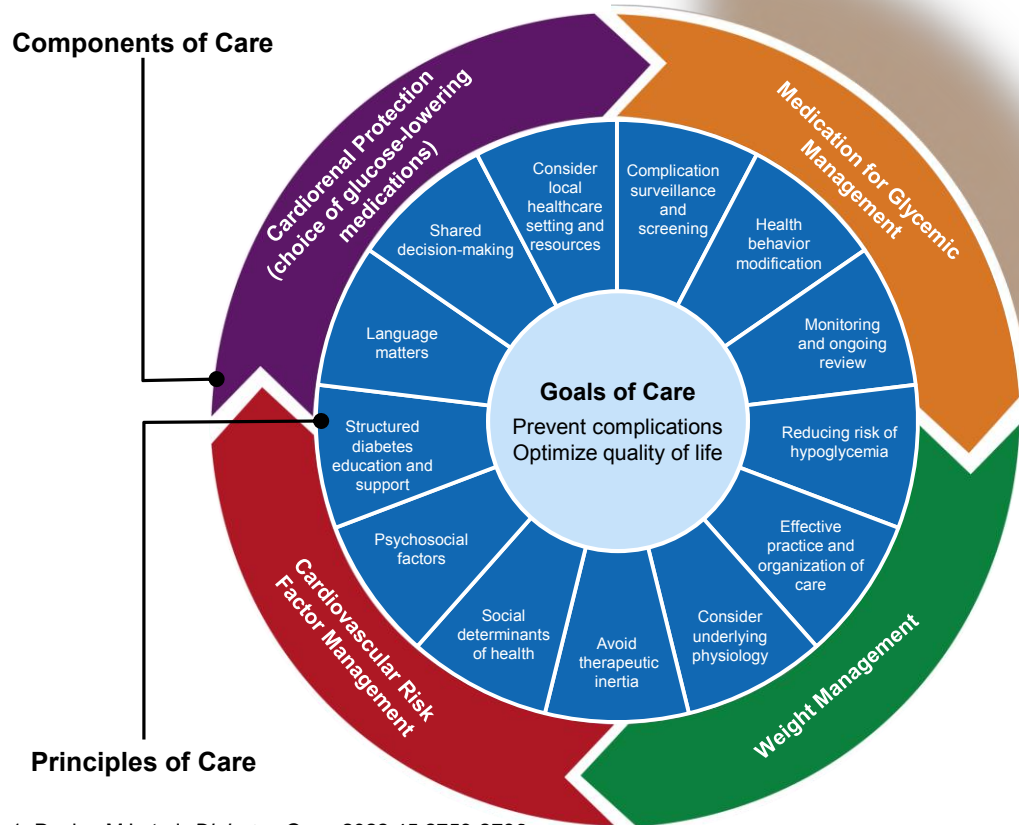 Components of Care
Cardiorenal Protection
(choice of glucose-lowering
medications)
Medication for Glycemic
Management
Consider
local
healthcare
setting and
resources
Complication
surveillance
and
screening
Health
behavior
modification
Monitoring
and ongoing
review
Reducing risk of
hypoglycemia
Effective
practice and
organization of
care
Consider
underlying
physiology
Avoid
therapeutic
inertia
Social
determinants
of health
Psychosocial
factors
Structured
diabetes
education and
support
Language
matters
Shared
decision-making
Goals of Care
Prevent complications
Optimize quality of life
Weight Management
Cardiovascular Risk
Factor Management
Principles of Care